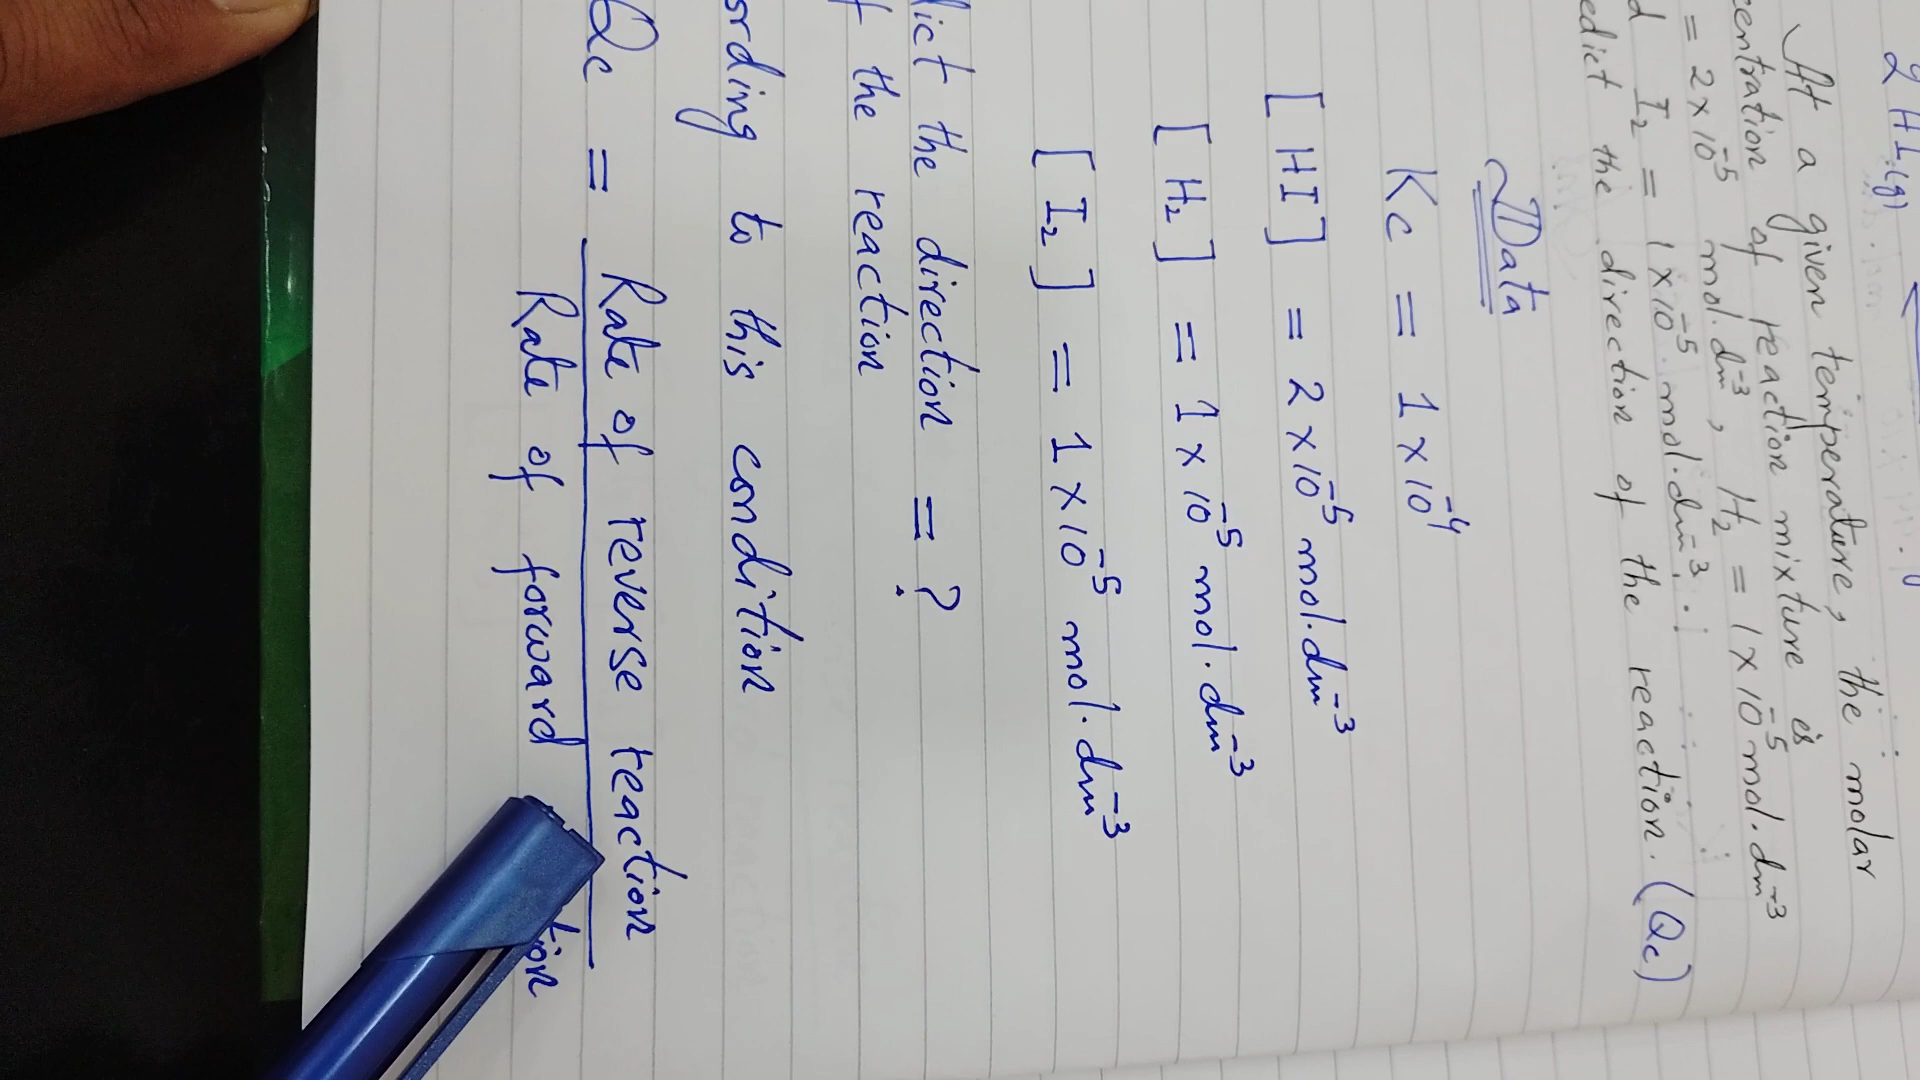 2HI(g)
At a given temperature, the molar
centration of reaction mixture is
= 2×10⁻⁵ mol.dm⁻³, H₂ = 1×10⁻⁵ mol.dm⁻³
d I₂ = 1×10⁻⁵ mol.dm⁻³.
edict the direction of the reaction. (Qc)
Data
Kc = 1×10⁻⁴
[HI] = 2×10⁻⁵ mol.dm⁻³
[H₂] = 1×10⁻⁵ mol.dm⁻³
[I₂] = 1×10⁻⁵ mol.dm⁻³
dict the direction = ?
f the reaction
ording to this condition
Qc = Rate of reverse reaction
Rate of forward tion